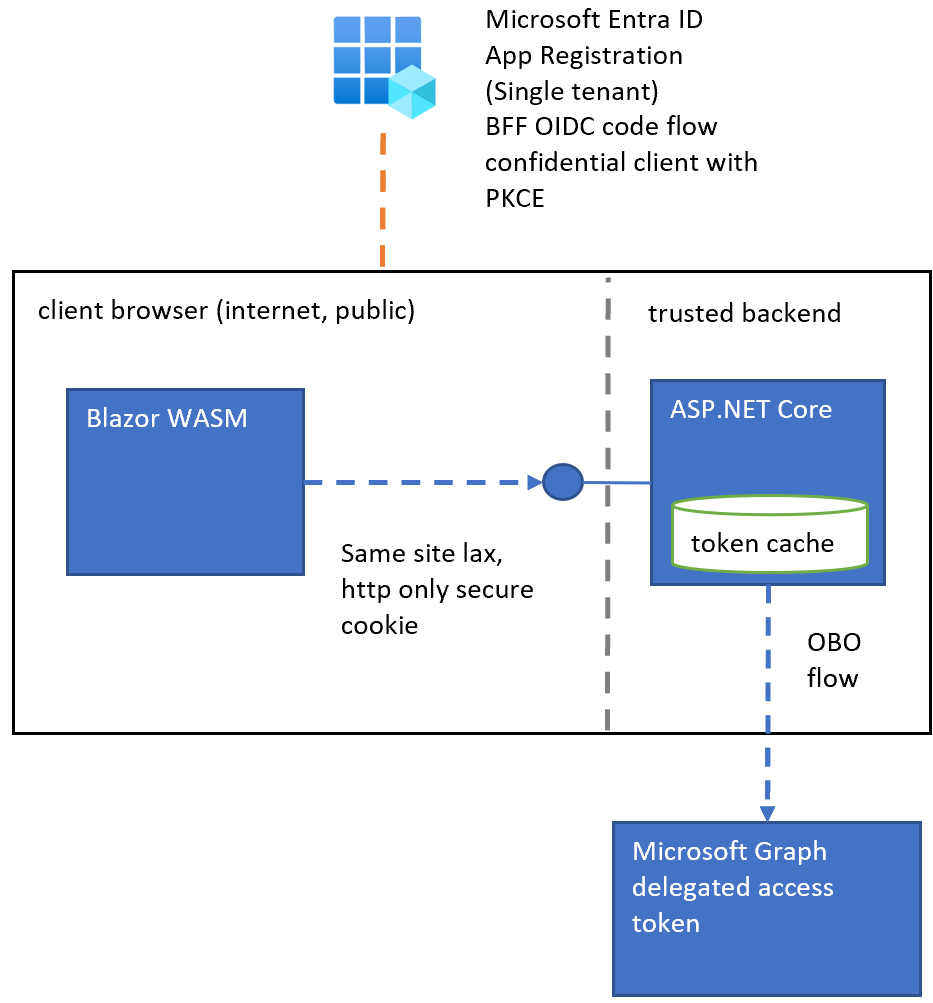 Microsoft Entra ID
App Registration
(Single tenant)
BFF OIDC code flow
confidential client with
PKCE
client browser (internet, public)
trusted backend
Blazor WASM
ASP.NET Core
token cache
Same site lax,
http only secure
cookie
OBO
flow
Microsoft Graph
delegated access
token